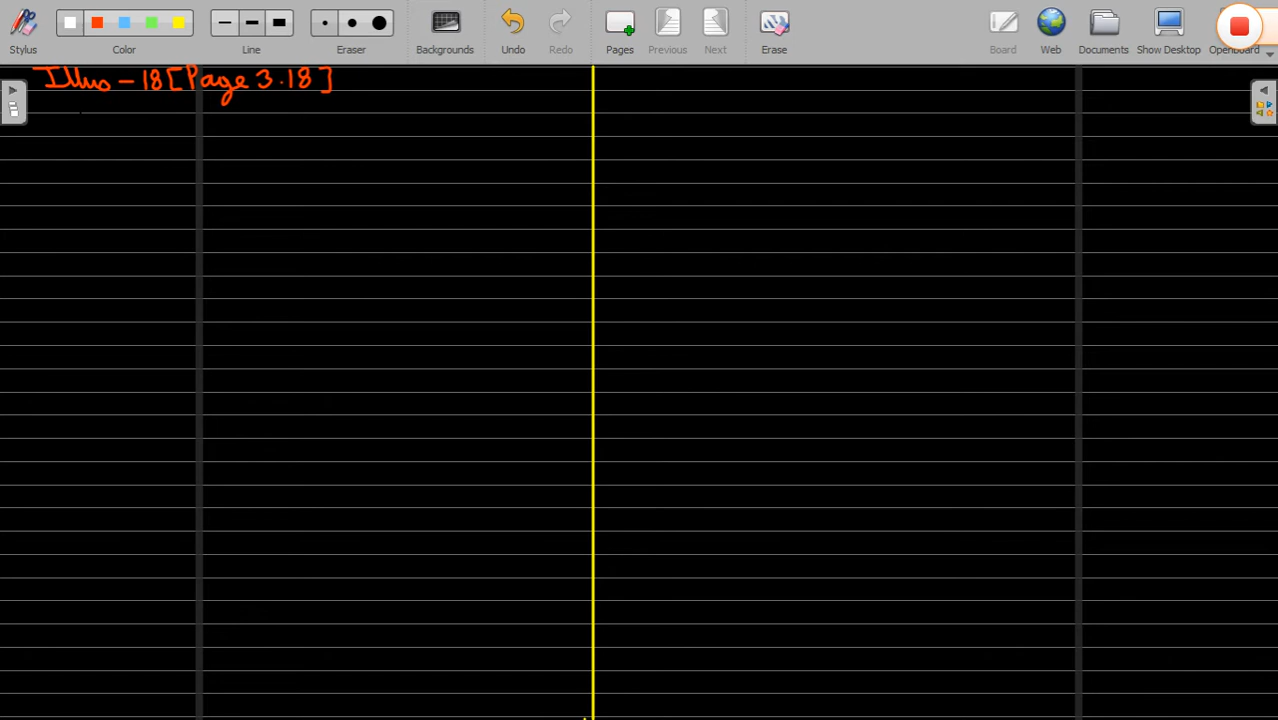 Stylus
Color
Line
Eraser
Backgrounds
Undo
Redo
Pages
Previous
Next
Erase
Board
Web
Documents
Show Desktop
Openboard
Illus - 18 [Page 3.18]